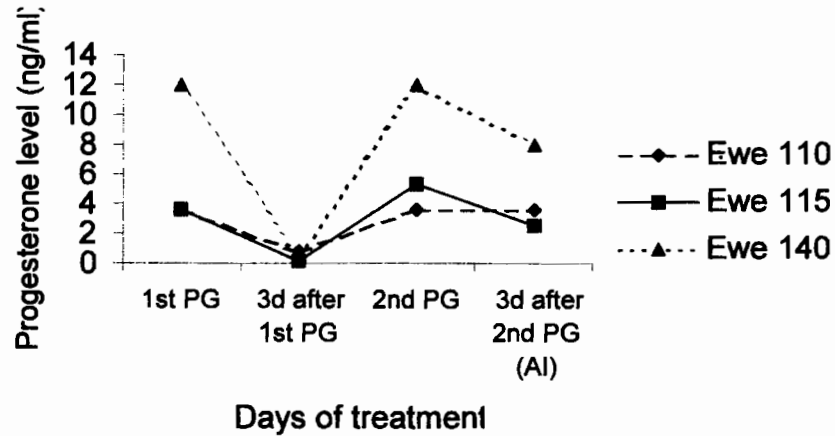 Progesterone level (ng/ml)
14
12
10
8
6
4
2
0
1st PG
3d after
1st PG
2nd PG
3d after
2nd PG
(AI)
Days of treatment
Ewe 110
Ewe 115
Ewe 140